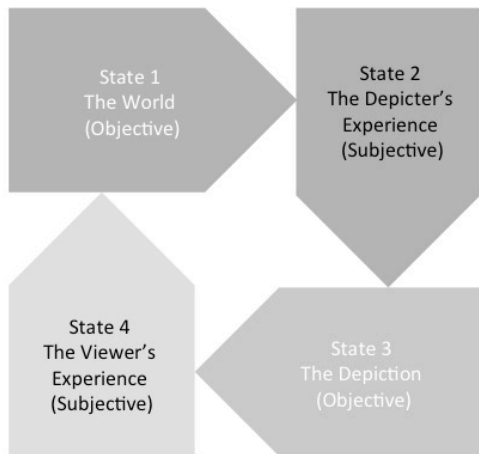 State 1
The World
(Objective)
State 2
The Depicter's
Experience
(Subjective)
State 3
The Depiction
(Objective)
State 4
The Viewer's
Experience
(Subjective)